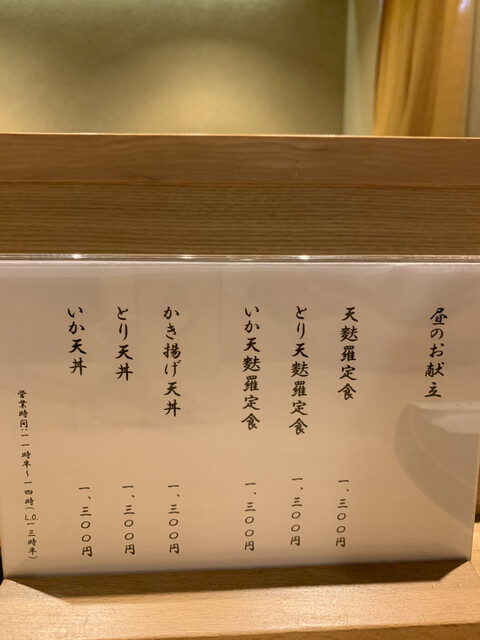 昼のお献立
天麩羅定食 一、三〇〇円
とり天麩羅定食 一、三〇〇円
いか天麩羅定食 一、三〇〇円
かき揚げ天丼 一、三〇〇円
とり天丼 一、三〇〇円
いか天丼 一、三〇〇円
営業時間:一一時半〜一四時(L.O.一三時半)